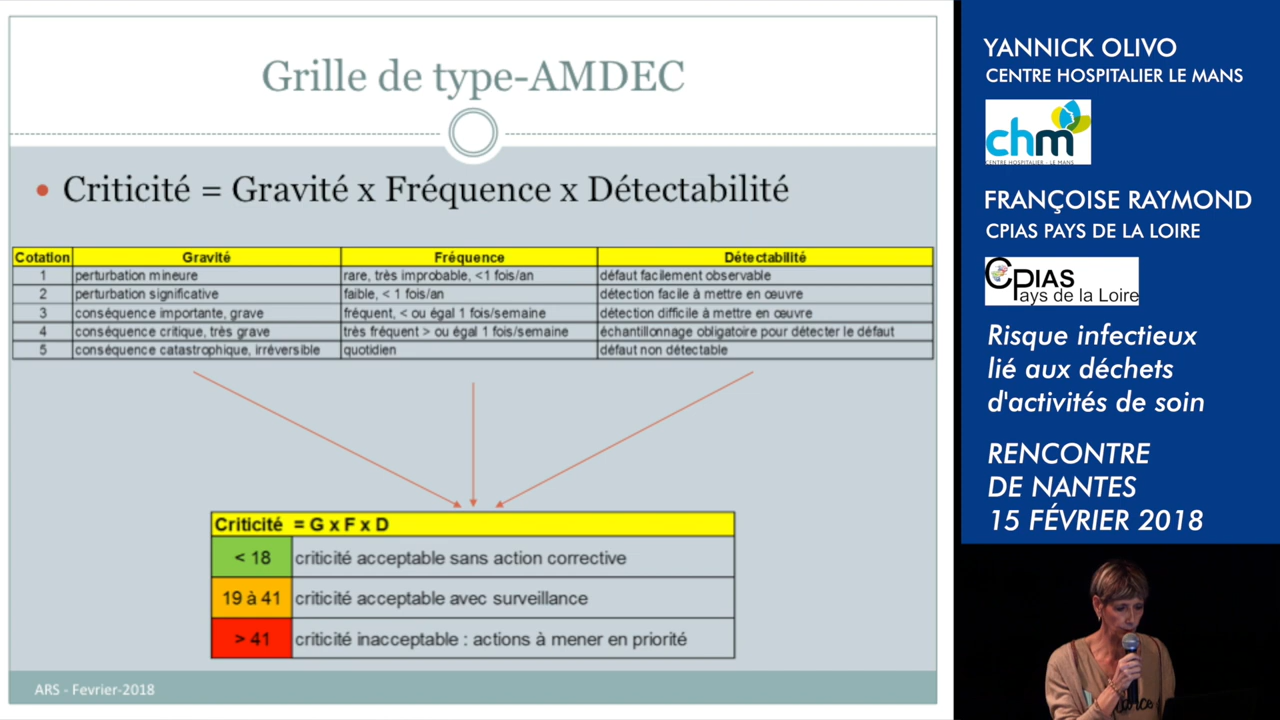 Grille de type-AMDEC
• Criticité = Gravité x Fréquence x Détectabilité
Cotation Gravité Fréquence Détectabilité
1 perturbation mineure rare, très improbable, <1 fois/an défaut facilement observable
2 perturbation significative faible, < 1 fois/an détection facile à mettre en œuvre
3 conséquence importante, grave fréquent, < ou égal 1 fois/semaine détection difficile à mettre en œuvre
4 conséquence critique, très grave très fréquent > ou égal 1 fois/semaine échantillonnage obligatoire pour détecter le défaut
5 conséquence catastrophique, irréversible quotidien défaut non détectable
Criticité = G x F x D
< 18 criticité acceptable sans action corrective
19 à 41 criticité acceptable avec surveillance
> 41 criticité inacceptable : actions à mener en priorité
ARS - Fevrier-2018
YANNICK OLIVO
CENTRE HOSPITALIER LE MANS
chm
CENTRE HOSPITALIER - LE MANS
FRANÇOISE RAYMOND
CPIAS PAYS DE LA LOIRE
CPIAS
Pays de la Loire
Risque infectieux
lié aux déchets
d'activités de soin
RENCONTRE
DE NANTES
15 FÉVRIER 2018